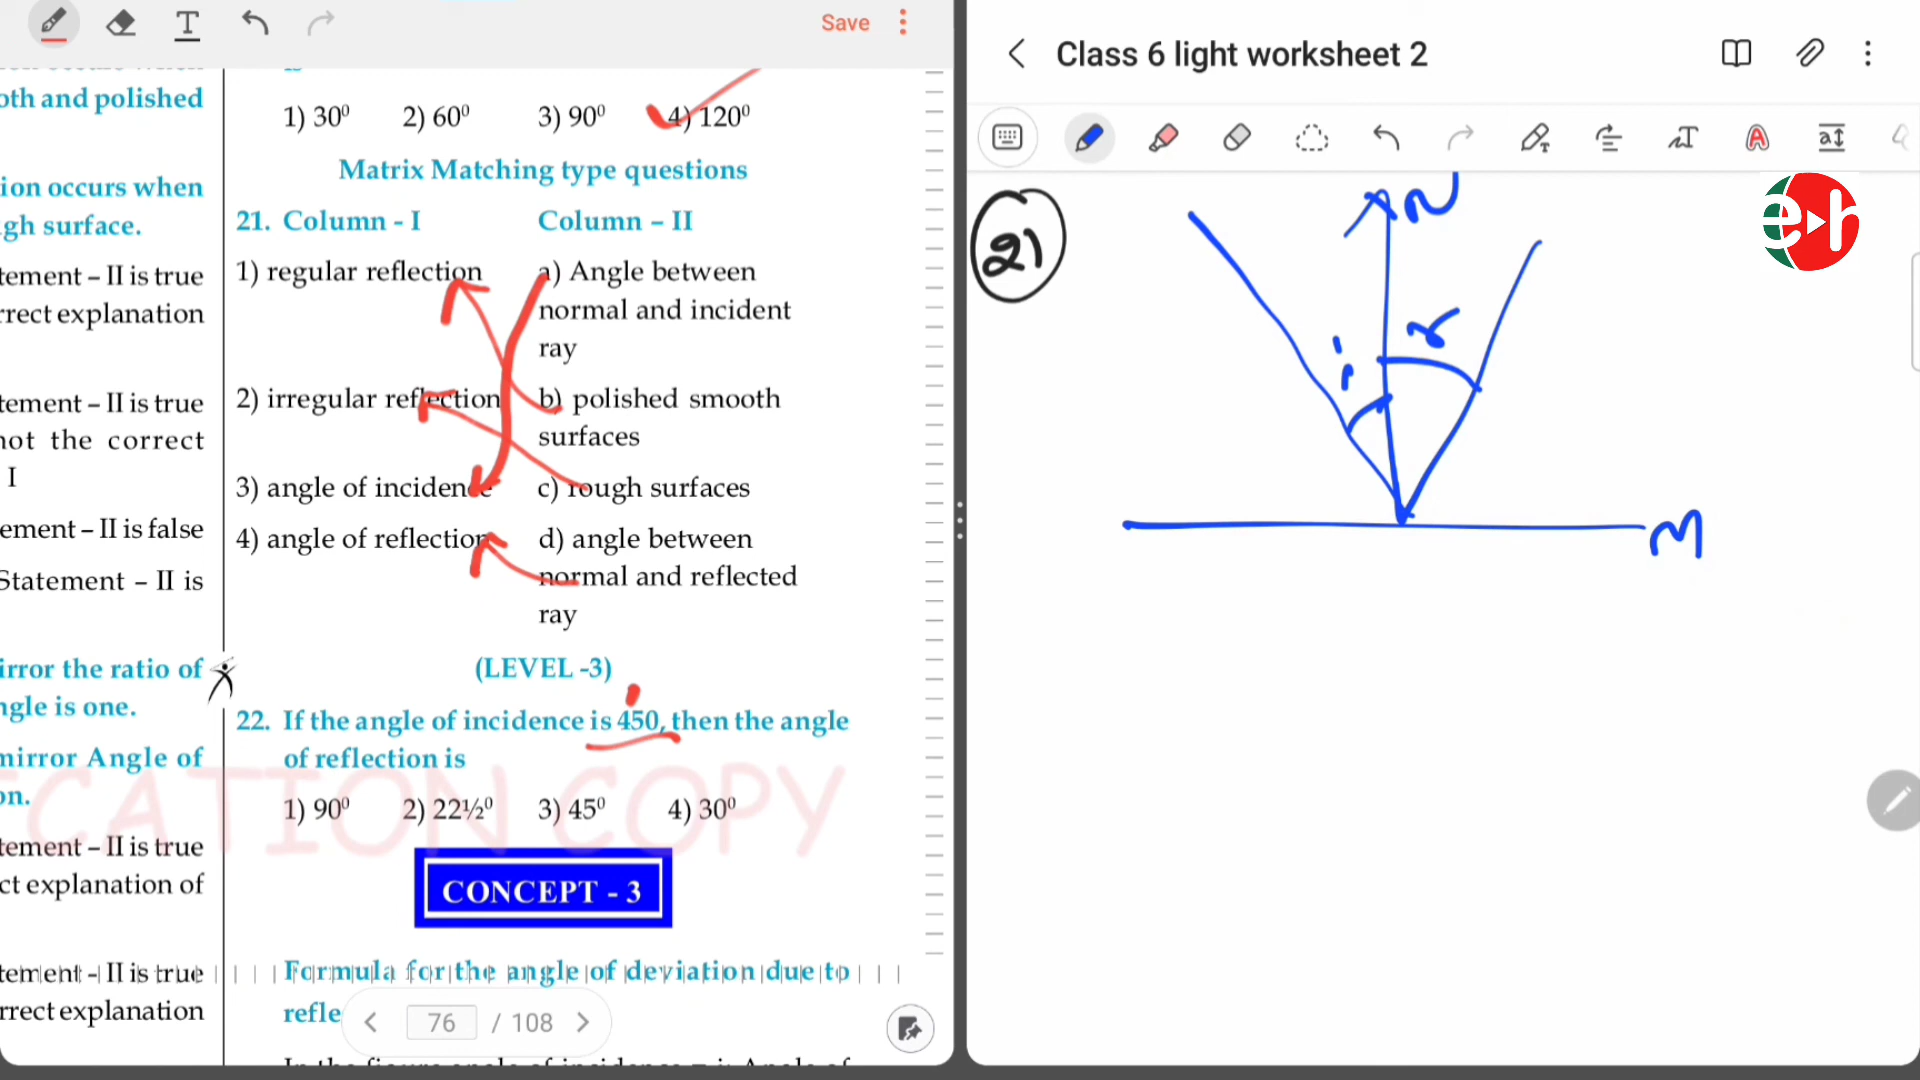 Save
oth and polished
ion occurs when
gh surface.
tement – II is true
rrect explanation
tement – II is true
not the correct
I
ement – II is false
Statement – II is
irror the ratio of
ngle is one.
mirror Angle of
on.
tement – II is true
ct explanation of
tement - II is true
rrect explanation
1) 30⁰ 2) 60⁰ 3) 90⁰ 4) 120⁰
Matrix Matching type questions
21. Column - I Column – II
1) regular reflection a) Angle between
normal and incident
ray
2) irregular reflection b) polished smooth
surfaces
3) angle of incidence c) rough surfaces
4) angle of reflection d) angle between
normal and reflected
ray
(LEVEL -3)
22. If the angle of incidence is 450, then the angle
of reflection is
1) 90⁰ 2) 22½⁰ 3) 45⁰ 4) 30⁰
ICATION COPY
CONCEPT - 3
Formula for the angle of deviation due to
refle
76 / 108
Class 6 light worksheet 2
e h
21
N
i r
M